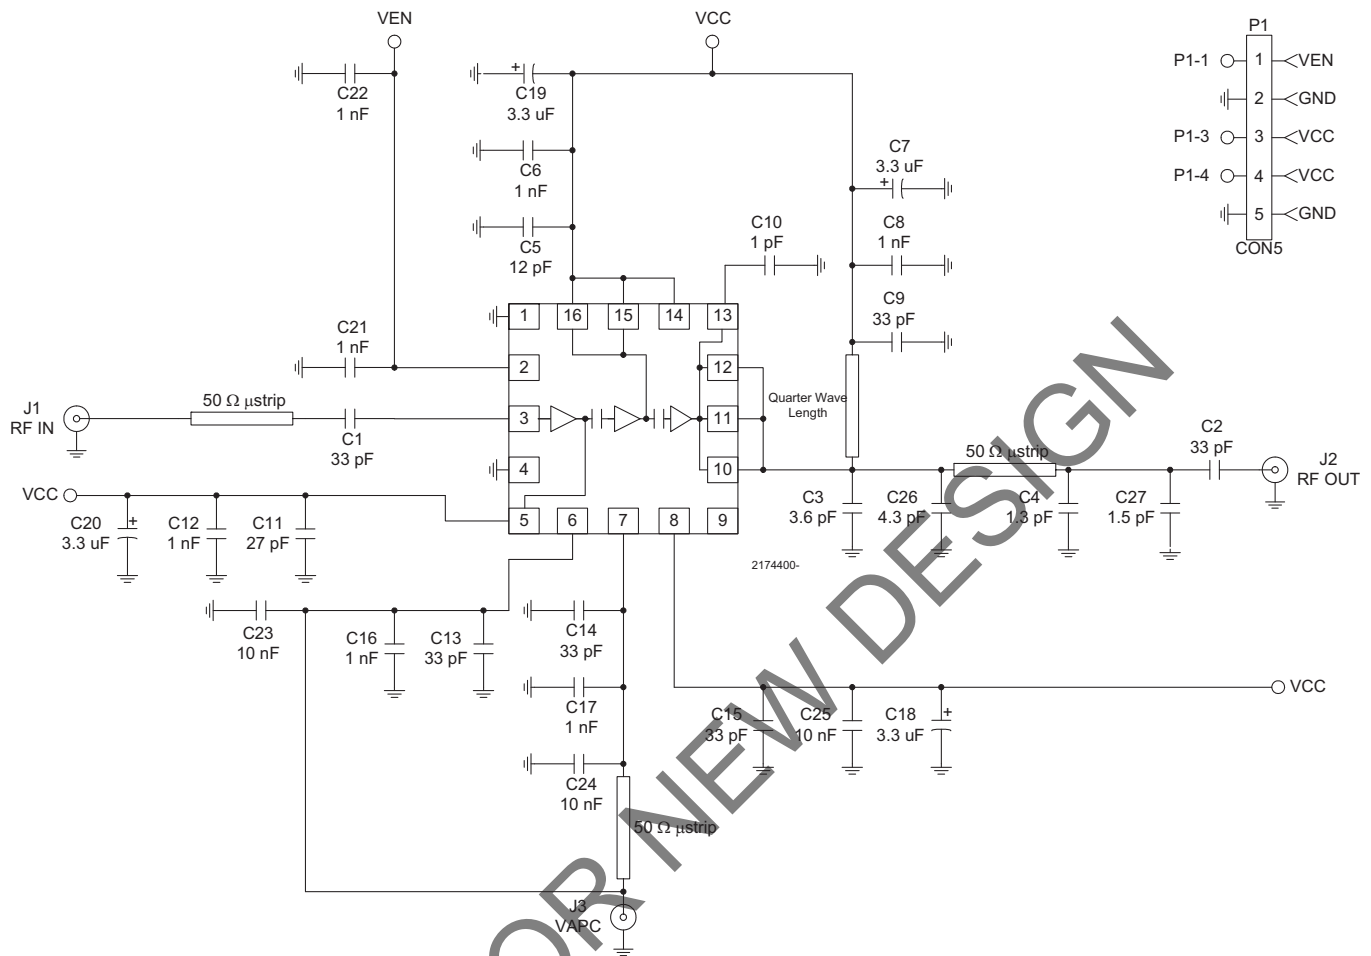 VEN
VCC
P1
P1-1
1
VEN
2
GND
P1-3
3
VCC
P1-4
4
VCC
5
GND
CON5
C22
1 nF
+
C19
3.3 uF
C6
1 nF
C5
12 pF
C7
3.3 uF
+
C10
1 pF
C8
1 nF
C9
33 pF
1
16
15
14
13
C21
1 nF
2
12
Quarter Wave
Length
J1
RF IN
50 Ω µstrip
C1
33 pF
3
11
4
10
50 Ω µstrip
C2
33 pF
J2
RF OUT
VCC
C20
3.3 uF
+
C12
1 nF
C11
27 pF
5
6
7
8
9
C3
3.6 pF
C26
4.3 pF
C4
1.3 pF
C27
1.5 pF
2174400-
C23
10 nF
C16
1 nF
C13
33 pF
C14
33 pF
C17
1 nF
C24
10 nF
C15
33 pF
C25
10 nF
C18
3.3 uF
+
VCC
50 Ω µstrip
J3
VAPC
OR NEW DESIGN